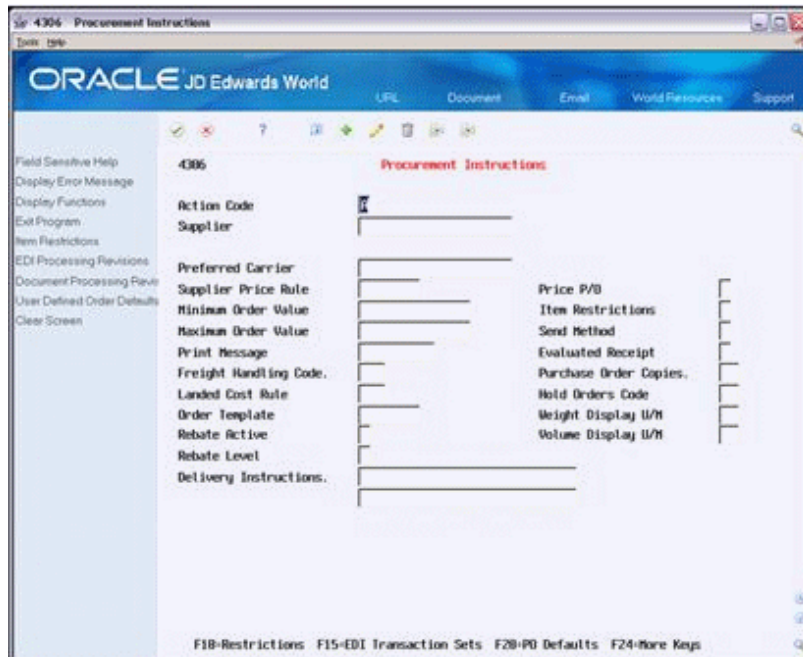 4306 Procurement Instructions
Tools Help
ORACLE JD Edwards World
URL Document Email World Resources Support
Field Sensitive Help
Display Error Message
Display Functions
Exit Program
Item Restrictions
EDI Processing Revisions
Document Processing Revis
User Defined Order Defaults
Clear Screen
4306 Procurement Instructions
Action Code
Supplier
Preferred Carrier
Supplier Price Rule Price P/O
Minimum Order Value Item Restrictions
Maximum Order Value Send Method
Print Message Evaluated Receipt
Freight Handling Code. Purchase Order Copies.
Landed Cost Rule Hold Orders Code
Order Template Weight Display U/M
Rebate Active Volume Display U/M
Rebate Level
Delivery Instructions.
F18=Restrictions F15=EDI Transaction Sets F20=PO Defaults F24=More Keys